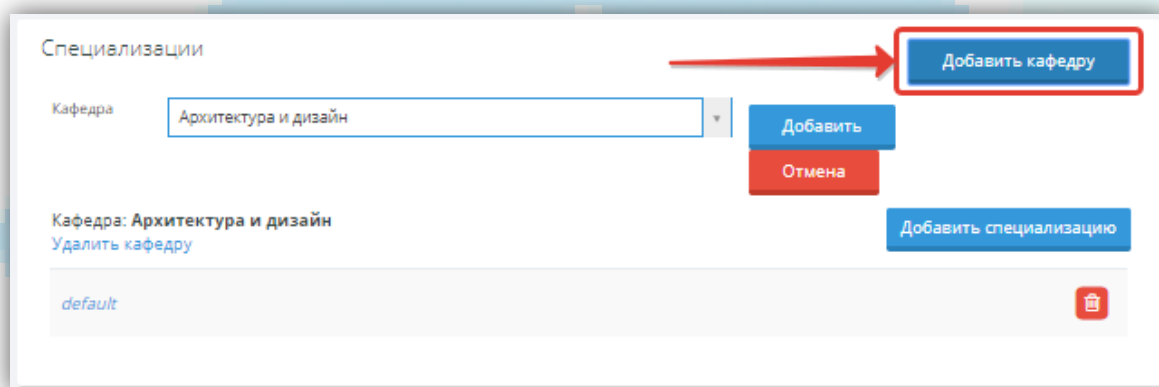 Специализации
Добавить кафедру
Кафедра
Архитектура и дизайн
Добавить
Отмена
Кафедра: Архитектура и дизайн
Удалить кафедру
Добавить специализацию
default